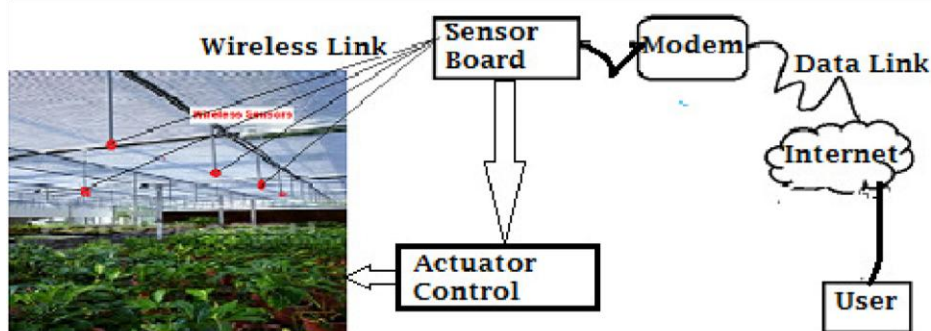 Wireless Link
Sensor
Board
Modem
Data Link
Wireless Sensors
Internet
Actuator
Control
User